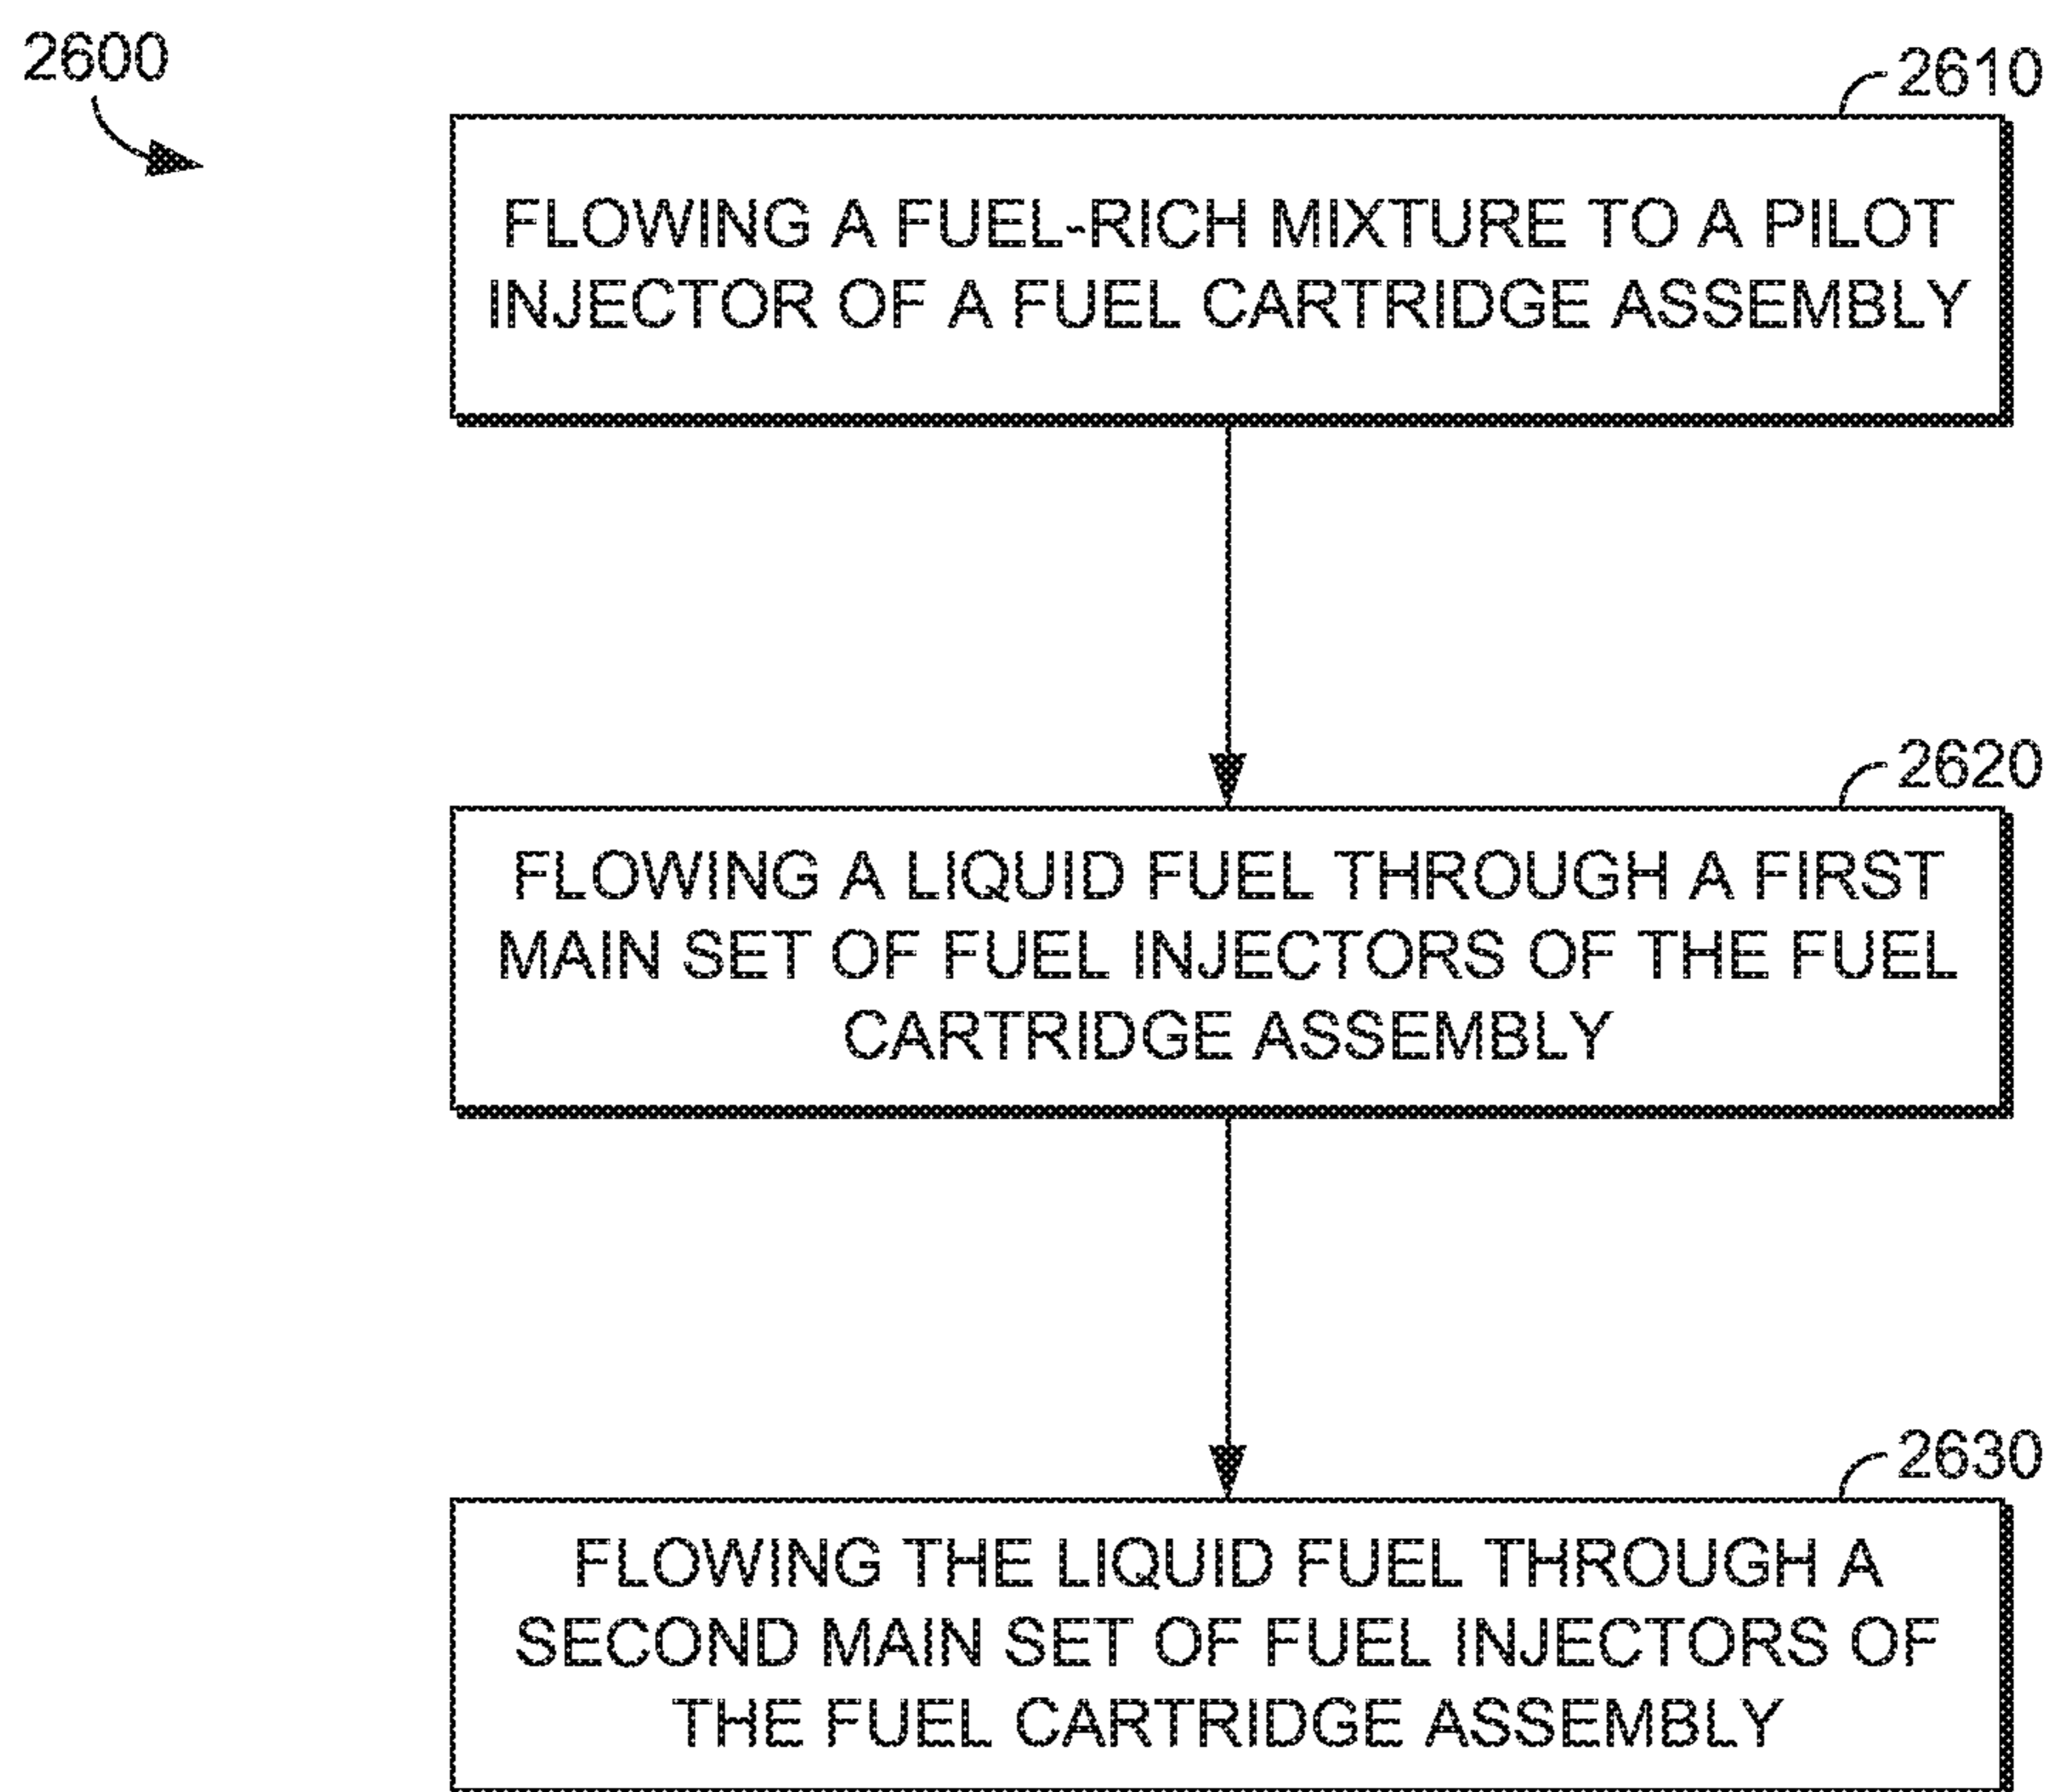 2600
2610
FLOWING A FUEL-RICH MIXTURE TO A PILOT
INJECTOR OF A FUEL CARTRIDGE ASSEMBLY
2620
FLOWING A LIQUID FUEL THROUGH A FIRST
MAIN SET OF FUEL INJECTORS OF THE FUEL
CARTRIDGE ASSEMBLY
2630
FLOWING THE LIQUID FUEL THROUGH A
SECOND MAIN SET OF FUEL INJECTORS OF
THE FUEL CARTRIDGE ASSEMBLY